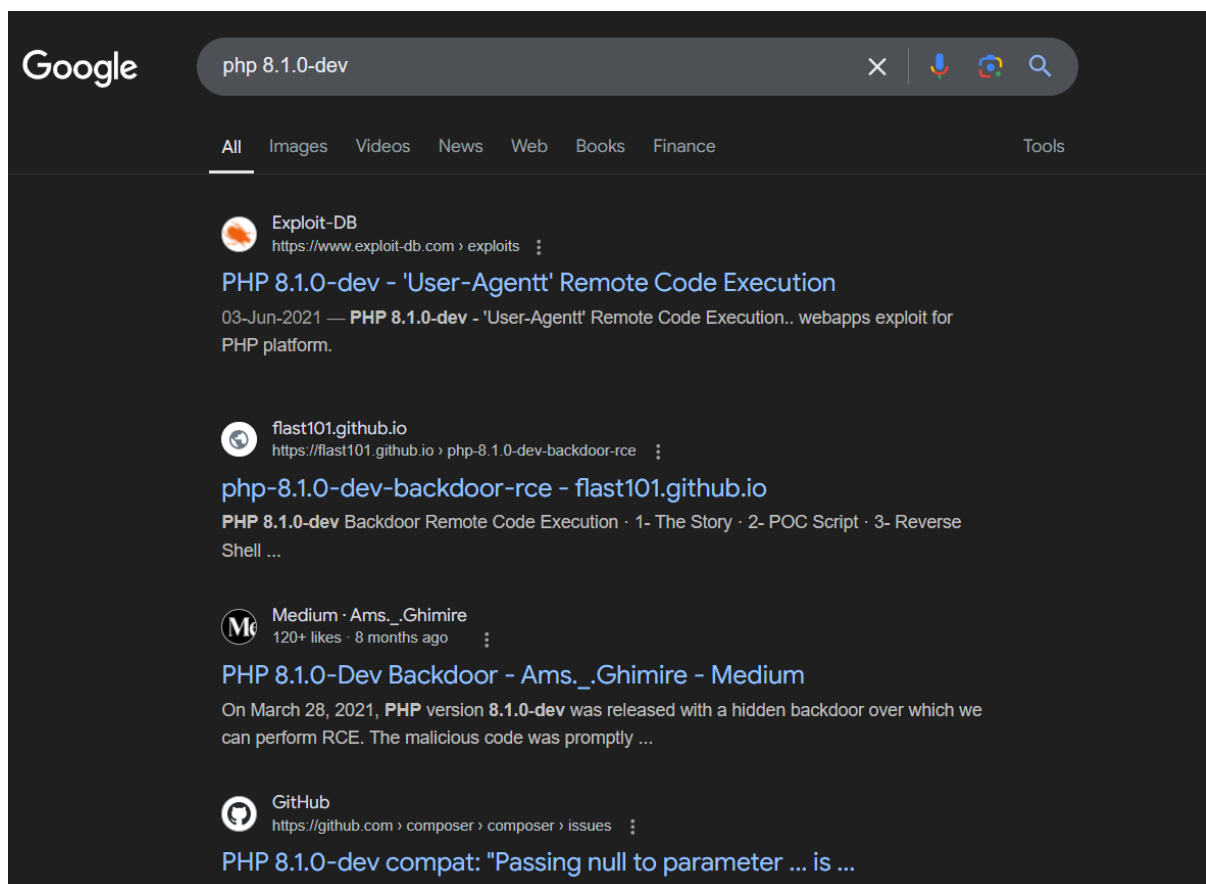 Google
php 8.1.0-dev
All Images Videos News Web Books Finance Tools
Exploit-DB
https://www.exploit-db.com › exploits
PHP 8.1.0-dev - 'User-Agentt' Remote Code Execution
03-Jun-2021 — PHP 8.1.0-dev - 'User-Agentt' Remote Code Execution.. webapps exploit for
PHP platform.
flast101.github.io
https://flast101.github.io › php-8.1.0-dev-backdoor-rce
php-8.1.0-dev-backdoor-rce - flast101.github.io
PHP 8.1.0-dev Backdoor Remote Code Execution · 1- The Story · 2- POC Script · 3- Reverse
Shell ...
Medium · Ams._.Ghimire
120+ likes · 8 months ago
PHP 8.1.0-Dev Backdoor - Ams._.Ghimire - Medium
On March 28, 2021, PHP version 8.1.0-dev was released with a hidden backdoor over which we
can perform RCE. The malicious code was promptly ...
GitHub
https://github.com › composer › composer › issues
PHP 8.1.0-dev compat: "Passing null to parameter ... is ...